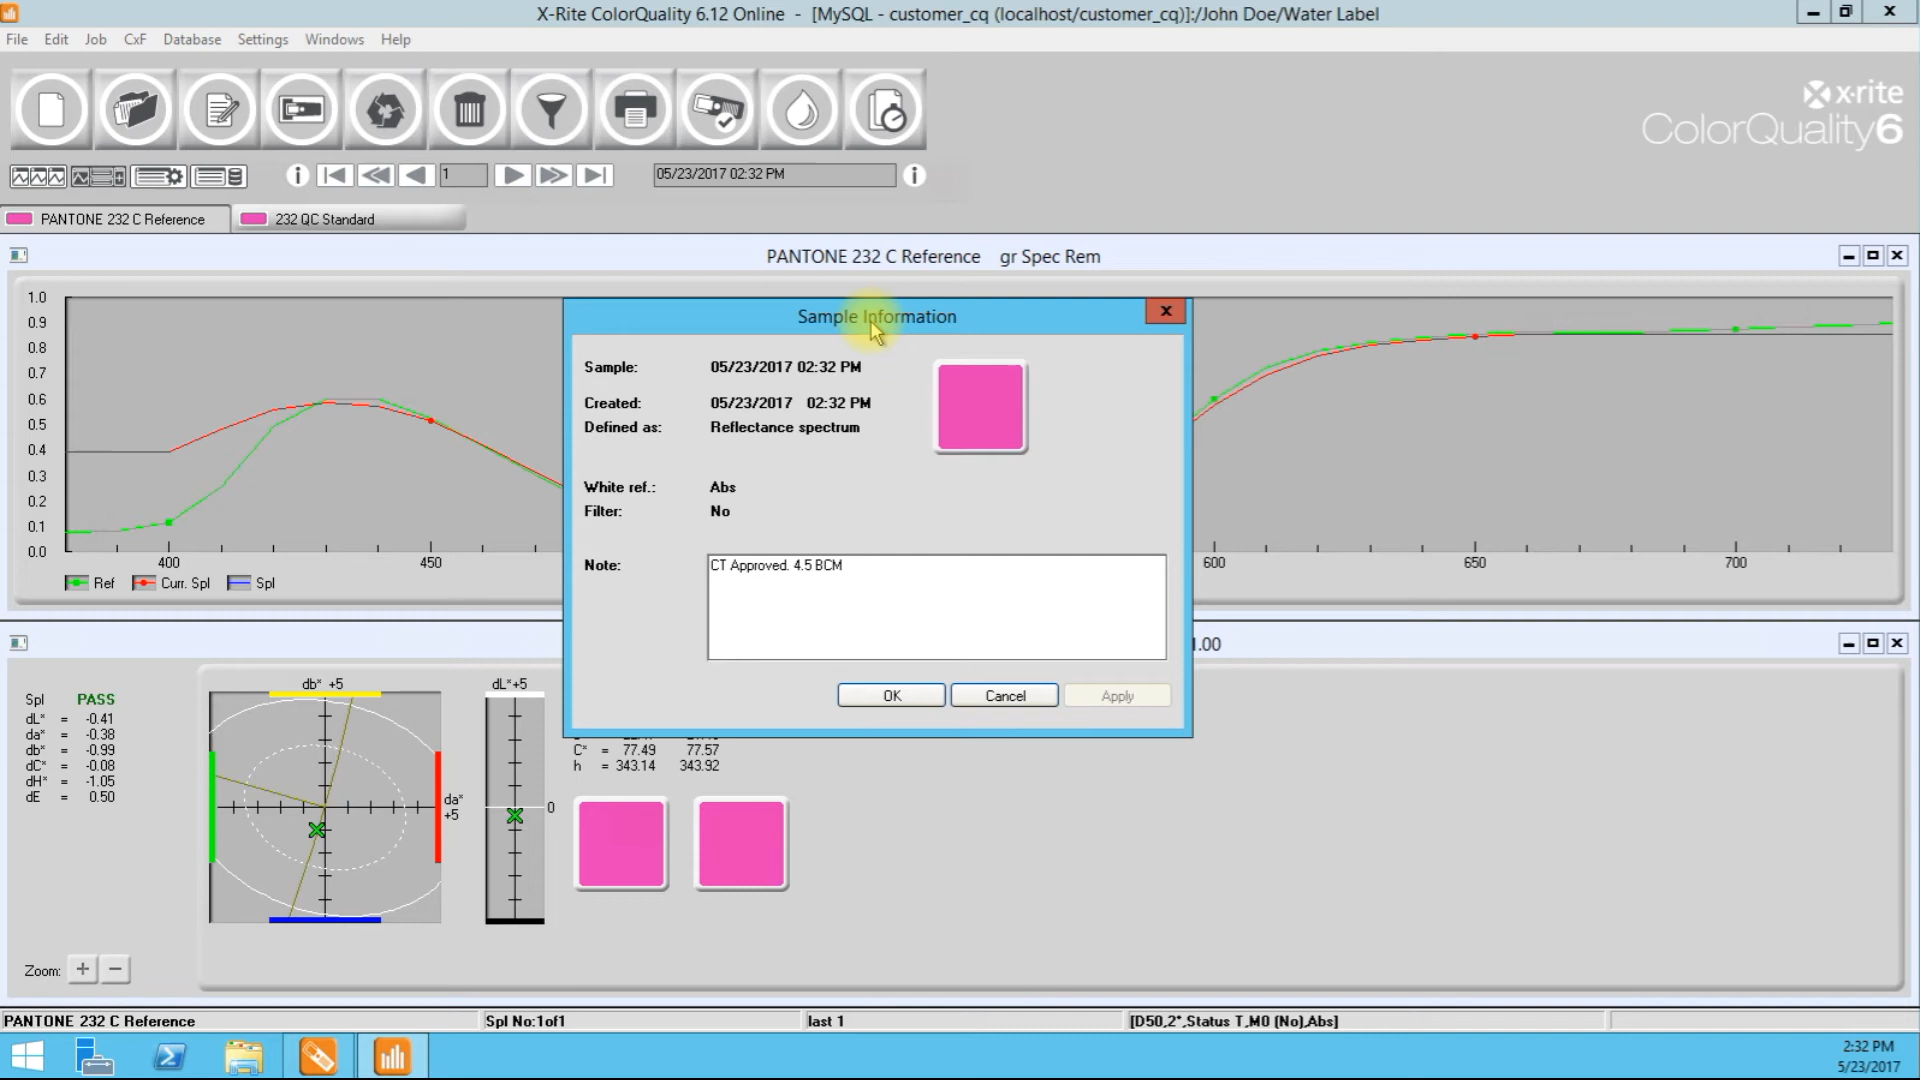 X-Rite ColorQuality 6.12 Online - [MySQL - customer_cq (localhost/customer_cq)]:/John Doe/Water Label
File Edit Job CxF Database Settings Windows Help
x·rite
ColorQuality6
1
05/23/2017 02:32 PM
PANTONE 232 C Reference
232 QC Standard
PANTONE 232 C Reference gr Spec Rem
1.0
0.9
0.8
0.7
0.6
0.5
0.4
0.3
0.2
0.1
0.0
400 450 600 650 700
Ref Curr. Spl Spl
Sample Information
Sample: 05/23/2017 02:32 PM
Created: 05/23/2017 02:32 PM
Defined as: Reflectance spectrum
White ref.: Abs
Filter: No
Note: CT Approved. 4.5 BCM
OK Cancel Apply
1.00
Spl PASS
dL* = -0.41
da* = -0.38
db* = -0.99
dC* = -0.08
dH* = -1.05
dE = 0.50
db* +5
da*
+5
dL*+5
0
C* = 77.49 77.57
h = 343.14 343.92
Zoom: + -
PANTONE 232 C Reference
Spl No:1of1
last 1
[D50,2*,Status T,M0 (No),Abs]
2:32 PM
5/23/2017